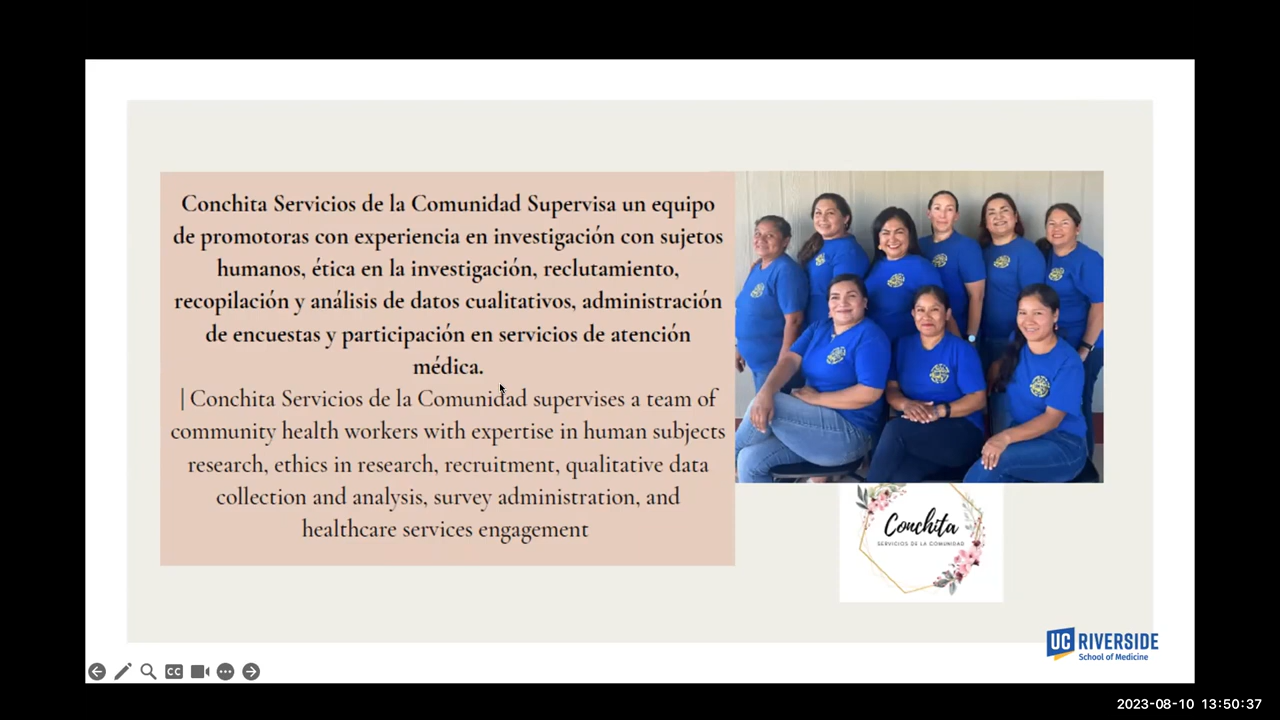 Conchita Servicios de la Comunidad Supervisa un equipo
de promotoras con experiencia en investigación con sujetos
humanos, ética en la investigación, reclutamiento,
recopilación y análisis de datos cualitativos, administración
de encuestas y participación en servicios de atención
médica.
| Conchita Servicios de la Comunidad supervises a team of
community health workers with expertise in human subjects
research, ethics in research, recruitment, qualitative data
collection and analysis, survey administration, and
healthcare services engagement
Conchita
SERVICIOS DE LA COMUNIDAD
UC RIVERSIDE
School of Medicine
CC
2023-08-10 13:50:37